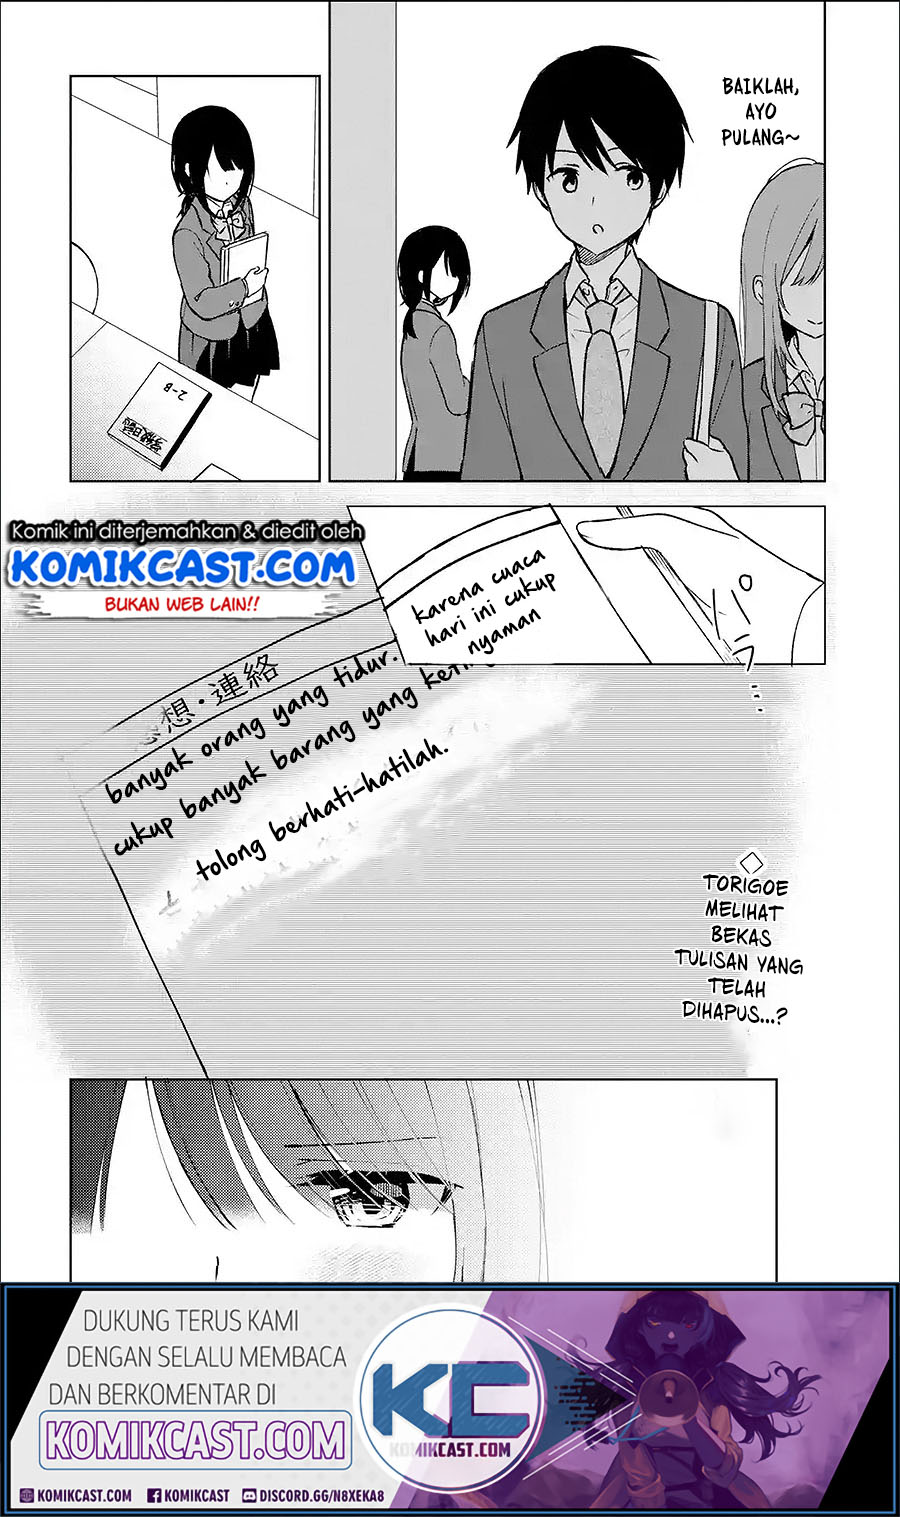 BAIKLAH,
AYO
PULANG~
2-B
Komik ini diterjemahkan & diedit oleh
KOMIKCAST.COM
BUKAN WEB LAIN!!
karena cuaca
hari ini cukup
nyaman
想・連絡
banyak orang yang tidur.
cukup banyak barang yang
tolong berhati-hatilah.
TORIGOE
MELIHAT
BEKAS
TULISAN YANG
TELAH
DIHAPUS...?
DUKUNG TERUS KAMI
DENGAN SELALU MEMBACA
DAN BERKOMENTAR DI
KOMIKCAST.COM
KC
KOMIKCAST.COM
KOMIKCAST.COM KOMIKCAST DISCORD.GG/N8XEKA8